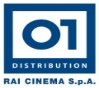 01
DISTRIBUTION
RAI CINEMA S.p.A.